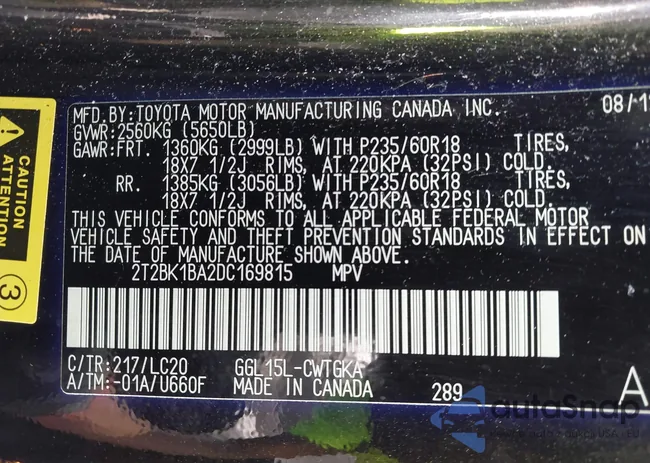 MFD.BY:TOYOTA MOTOR MANUFACTURING CANADA INC. 08/1
GVWR:2560KG (5650LB)
GAWR:FRT. 1360KG (2999LB) WITH P235/60R18 TIRES,
18X7 1/2J RIMS, AT 220KPA (32PSI) COLD.
RR. 1385KG (3056LB) WITH P235/60R18 TIRES,
18X7 1/2J RIMS, AT 220KPA (32PSI) COLD.
THIS VEHICLE CONFORMS TO ALL APPLICABLE FEDERAL MOTOR
VEHICLE SAFETY AND THEFT PREVENTION STANDARDS IN EFFECT ON
THE DATE OF MANUFACTURE SHOWN ABOVE.
2T2BK1BA2DC169815 MPV
C/TR:217/LC20 GGL15L-CWTGKA
A/TM:-01A/U660F MADE IN CANADA 289 A
CAUTION
3
autoSnap